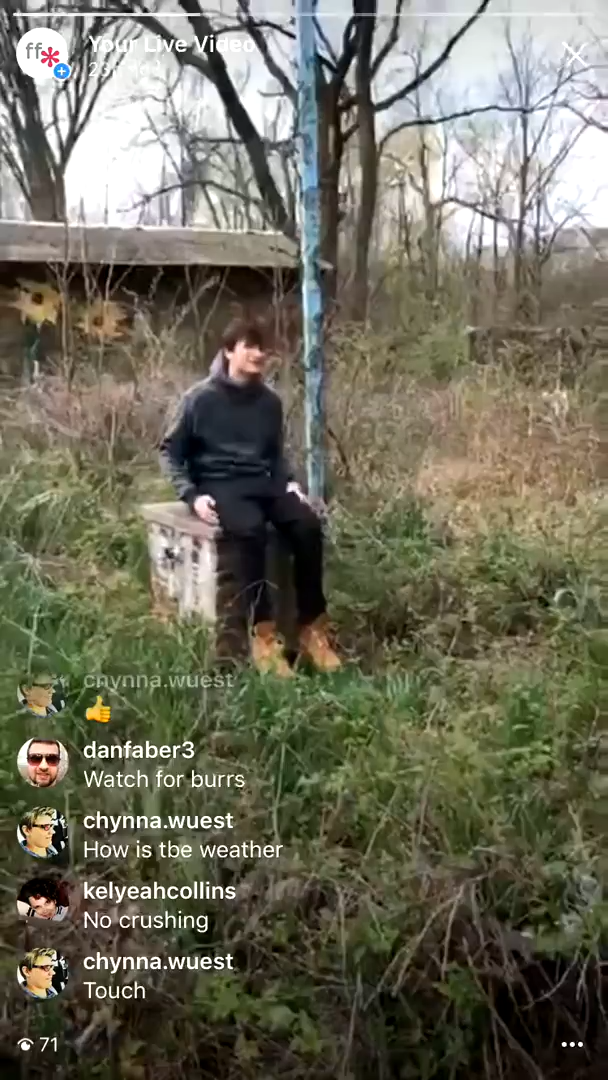 ff*
Your Live Video
chynna.wuest
👍
danfaber3
Watch for burrs
chynna.wuest
How is tbe weather
kelyeahcollins
No crushing
chynna.wuest
Touch
71